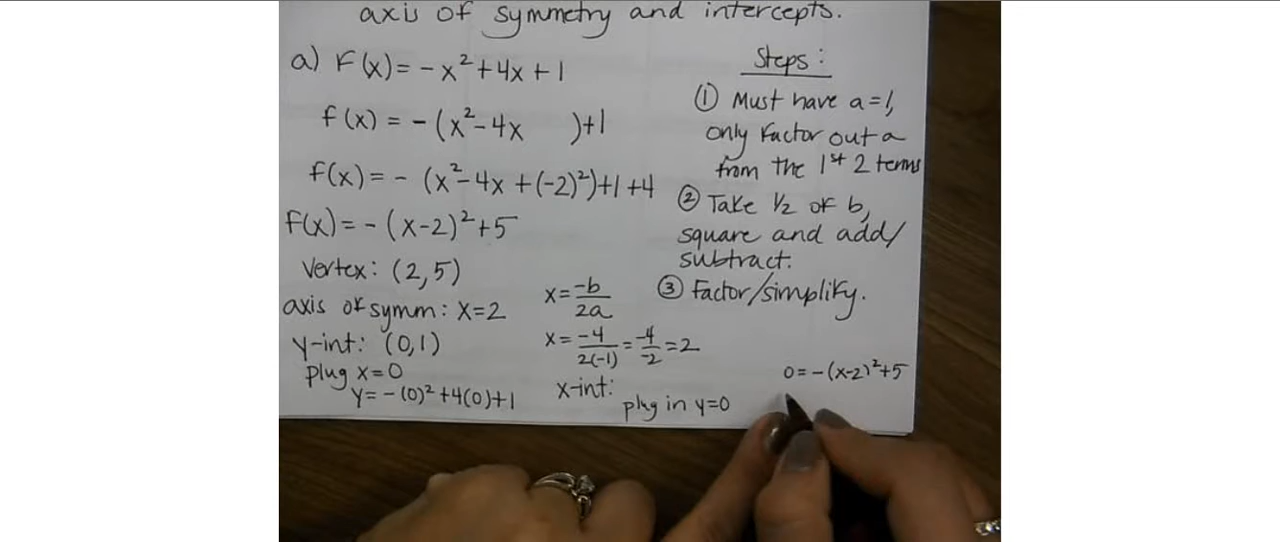 axis of symmetry and intercepts.
a) F(x) = -x² + 4x + 1
f(x) = -(x² - 4x      ) + 1
f(x) = - (x² - 4x + (-2)²) + 1 + 4
F(x) = - (x-2)² + 5
Vertex: (2,5)
axis of symm: x=2
y-int: (0,1)
plug x=0
y = -(0)² + 4(0) + 1
x = -b/2a
x = -4/2(-1) = -4/-2 = 2
x-int:
plug in y=0
0 = -(x-2)² + 5
Steps:
① Must have a=1,
only factor out a
from the 1st 2 terms
② Take 1/2 of b,
square and add/
subtract.
③ Factor/simplify.